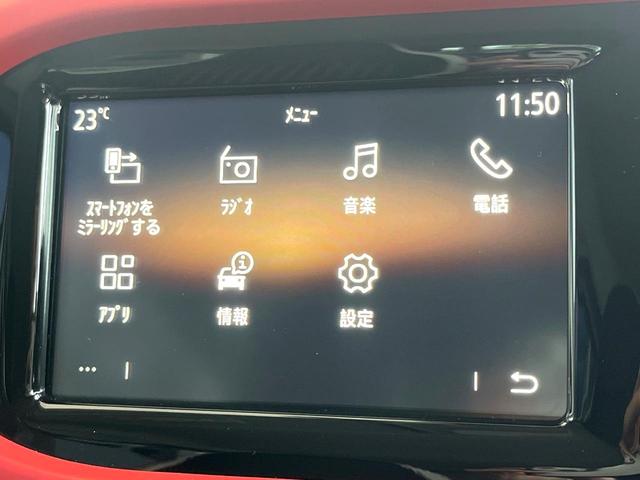 23℃
ﾒﾆｭｰ
11:50
ｽﾏｰﾄﾌｫﾝを
ﾐﾗｰﾘﾝｸﾞする
ﾗｼﾞｵ
音楽
電話
ｱﾌﾟﾘ
情報
設定